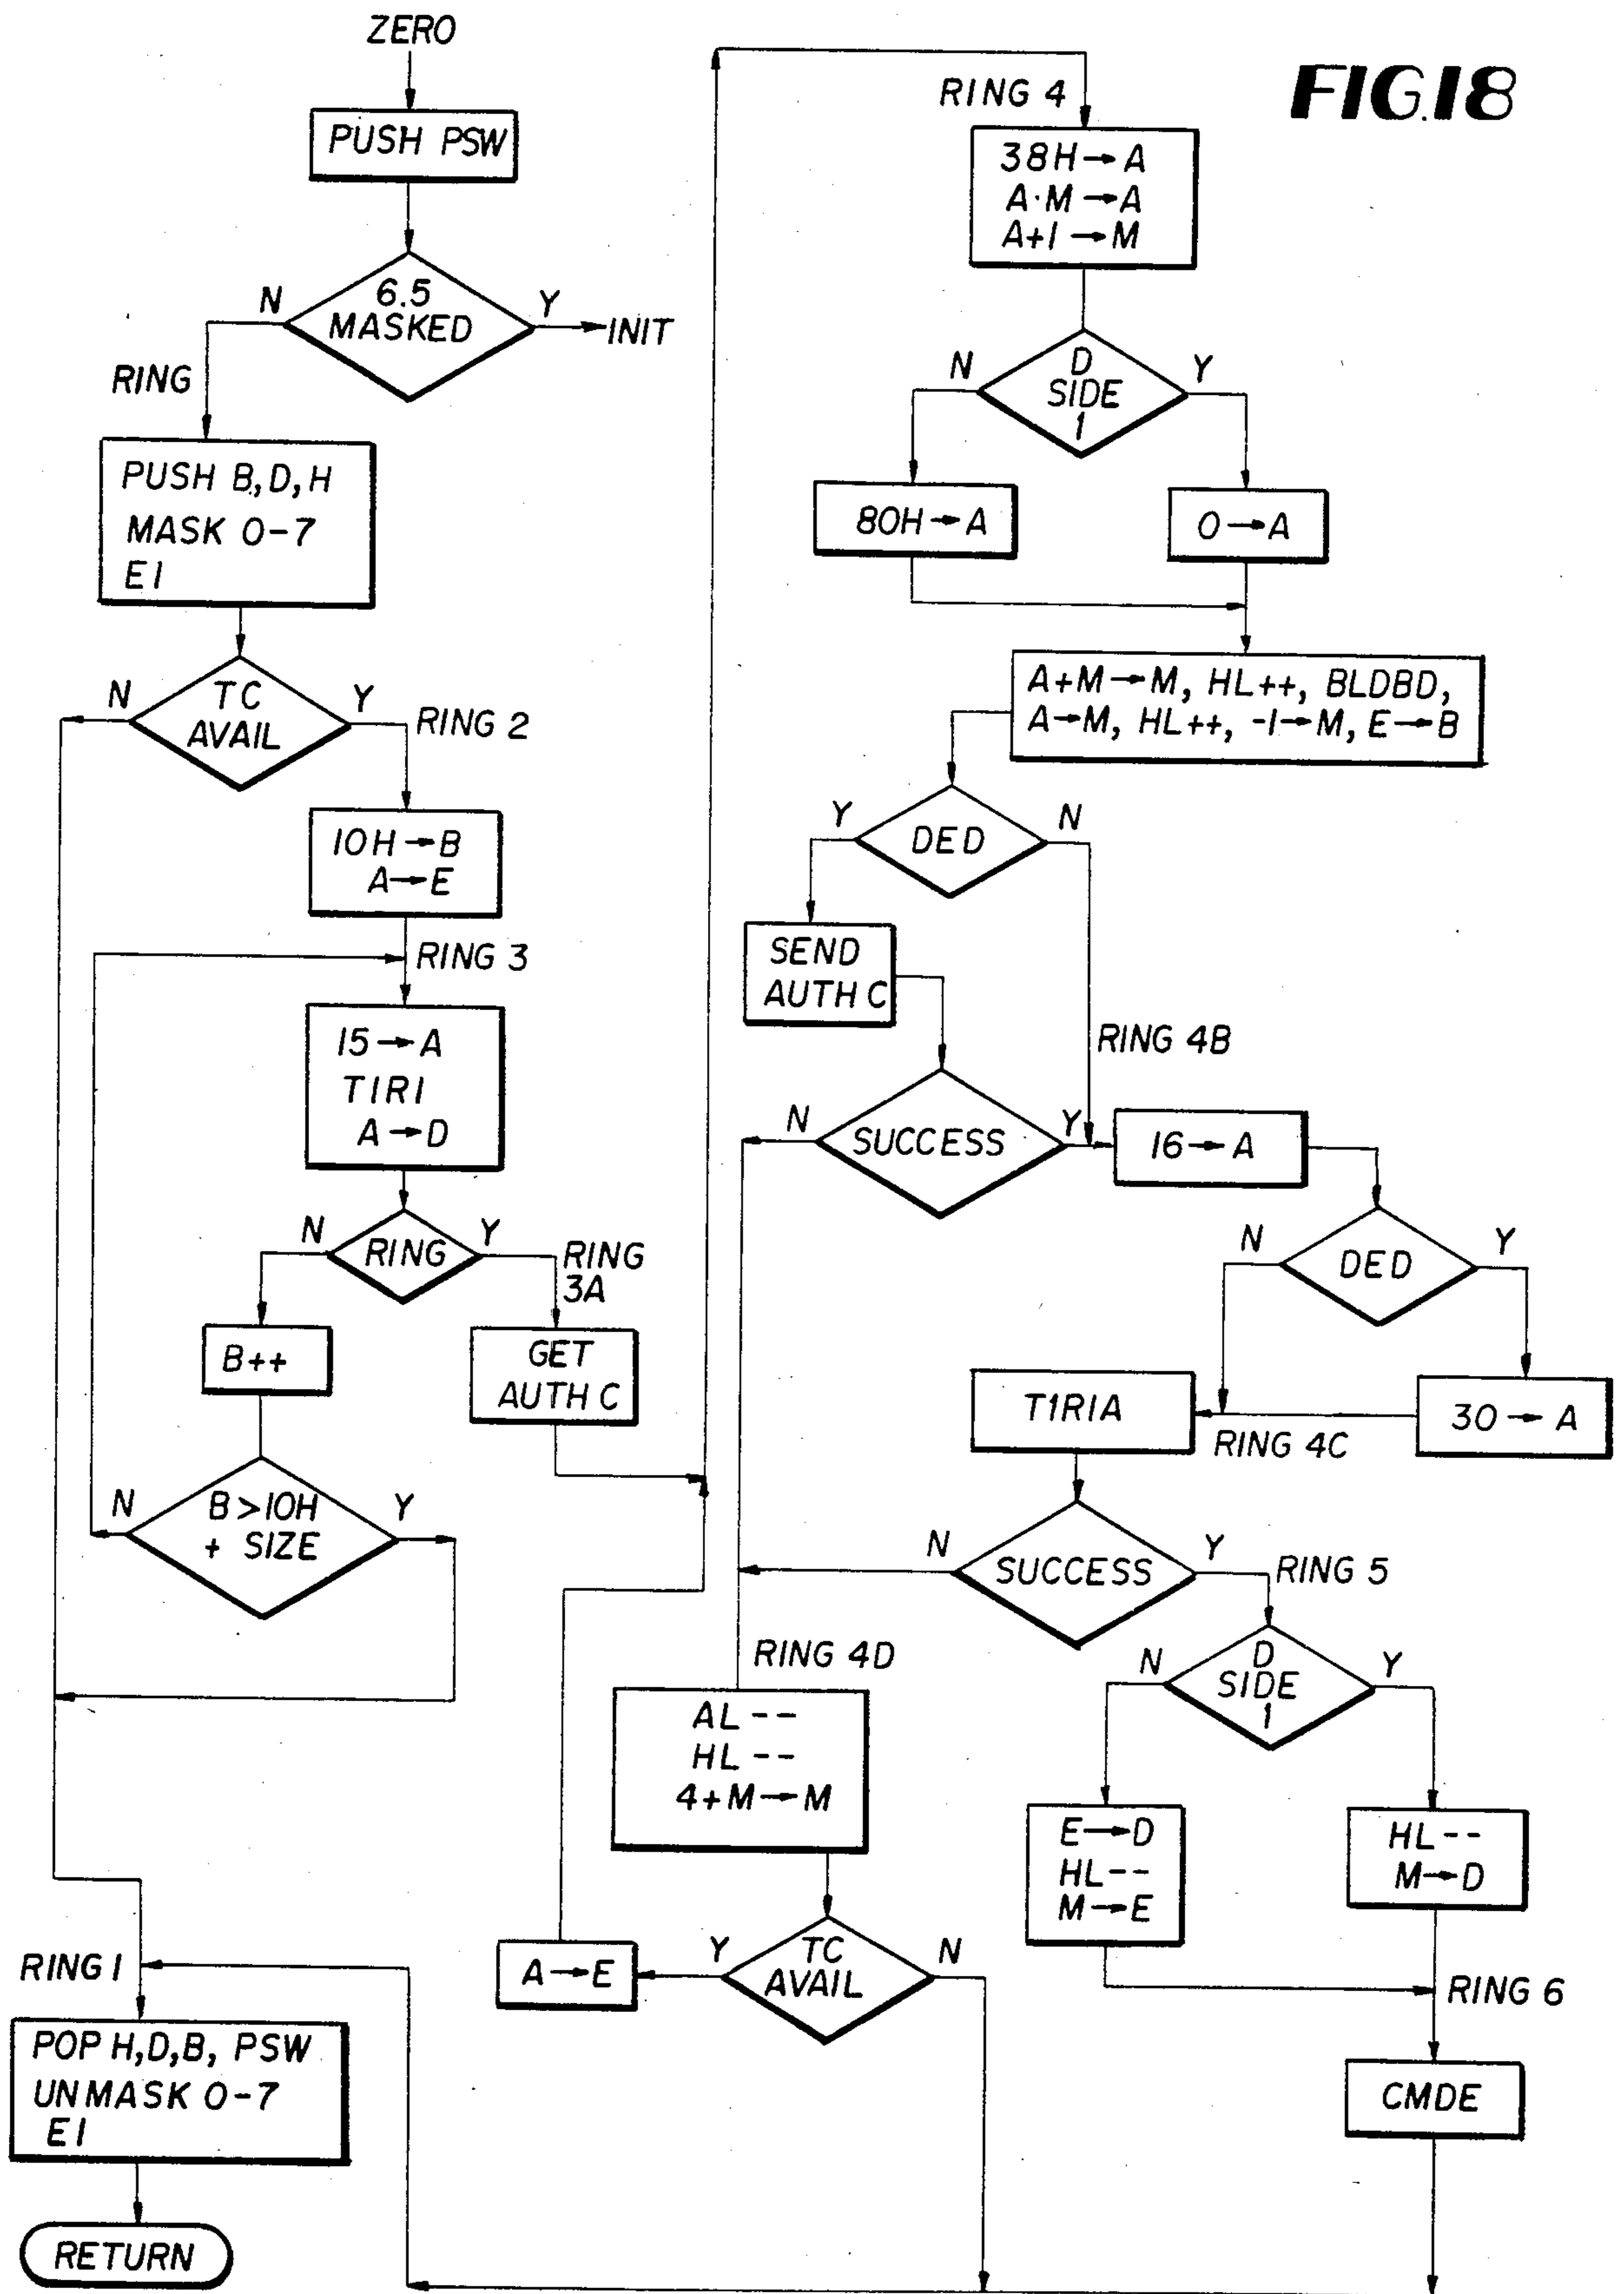 FIG.18
ZERO
PUSH PSW
6.5
MASKED
N
Y
INIT
RING
PUSH B,D,H
MASK 0-7
EI
TC
AVAIL
N
Y
RING 2
10H→B
A→E
RING 3
15→A
T1R1
A→D
RING
N
Y
RING
3A
B++
GET
AUTH C
B>10H
+ SIZE
N
Y
RING 1
POP H,D,B, PSW
UNMASK 0-7
EI
RETURN
RING 4
38H→A
A·M→A
A+1→M
D
SIDE
1
N
Y
80H→A
0→A
A+M→M, HL++, BLDBD,
A→M, HL++, -1→M, E→B
DED
Y
N
SEND
AUTH C
RING 4B
SUCCESS
N
Y
16→A
DED
N
Y
30→A
RING 4C
T1R1A
SUCCESS
N
Y
RING 5
RING 4D
AL--
HL--
4+M→M
TC
AVAIL
Y
N
A→E
D
SIDE
1
N
Y
E→D
HL--
M→E
HL--
M→D
RING 6
CMDE